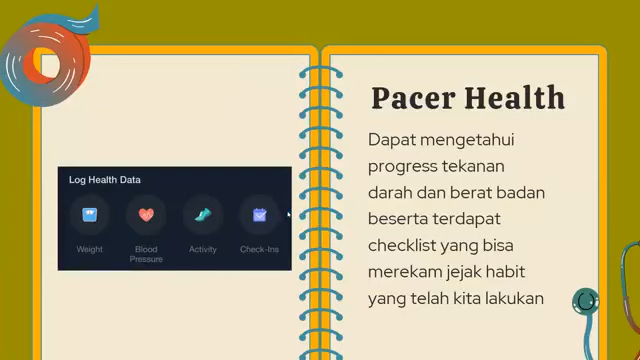 Log Health Data
Weight
Blood
Pressure
Activity
Check-Ins
Pacer Health
Dapat mengetahui
progress tekanan
darah dan berat badan
beserta terdapat
checklist yang bisa
merekam jejak habit
yang telah kita lakukan